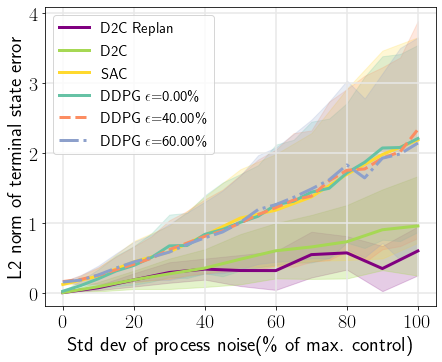 D2C Replan
D2C
SAC
DDPG ϵ=0.00%
DDPG ϵ=40.00%
DDPG ϵ=60.00%
L2 norm of terminal state error
4
3
2
1
0
0 20 40 60 80 100
Std dev of process noise(% of max. control)